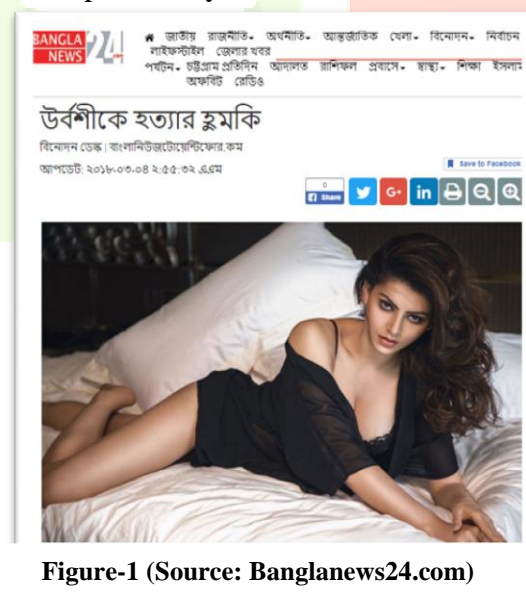 BANGLA NEWS 24
জাতীয় রাজনীতি অর্থনীতি আন্তর্জাতিক খেলা বিনোদন নির্বাচন
লাইফস্টাইল জেলার খবর
পর্যটন চট্টগ্রাম প্রতিদিন আদালত রাশিফল প্রবাসে স্বাস্থ্য শিক্ষা ইসলাম
অফবিট রেডিও
উর্বশীকে হত্যার হুমকি
বিনোদন ডেস্ক | বাংলানিউজটোয়েন্টিফোর.কম
আপডেট: ২০১৮-০৩-০৪ ২:৫৫:৩২ এএম
Save to Facebook
0
Share
G+ in
Figure-1 (Source: Banglanews24.com)